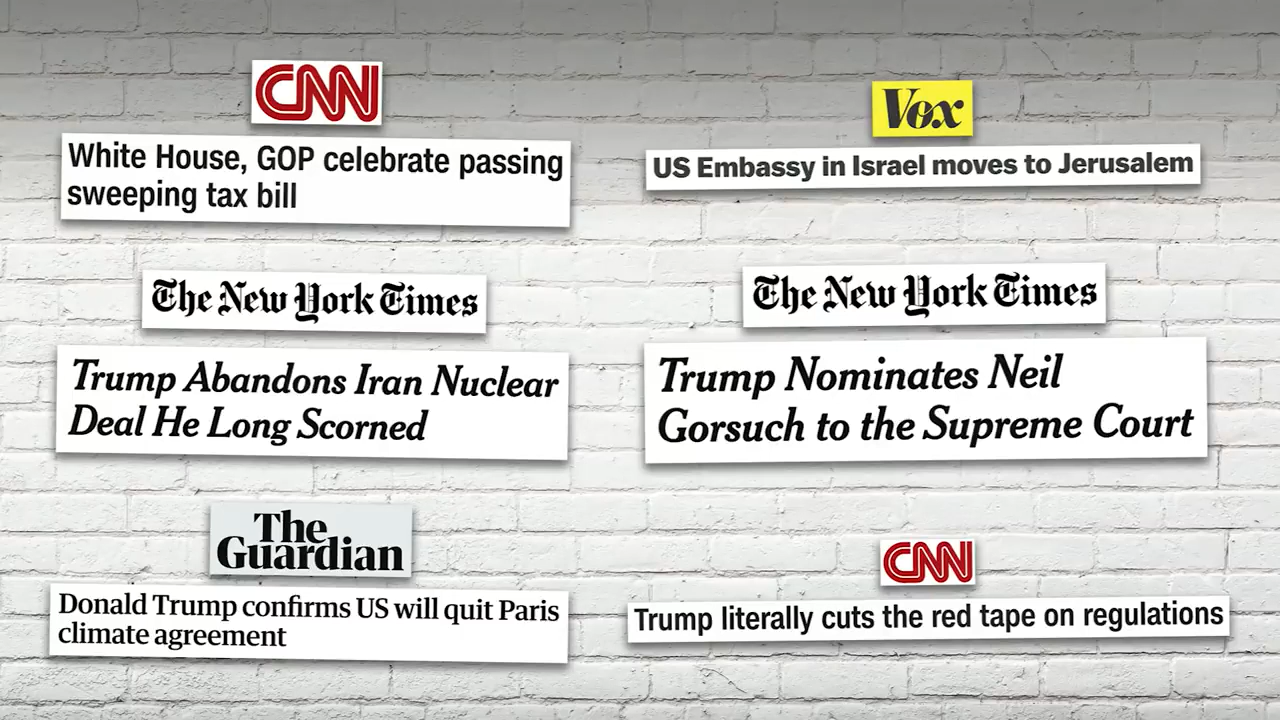 CNN
White House, GOP celebrate passing
sweeping tax bill
Vox
US Embassy in Israel moves to Jerusalem
The New York Times
Trump Abandons Iran Nuclear
Deal He Long Scorned
The New York Times
Trump Nominates Neil
Gorsuch to the Supreme Court
The
Guardian
Donald Trump confirms US will quit Paris
climate agreement
CNN
Trump literally cuts the red tape on regulations